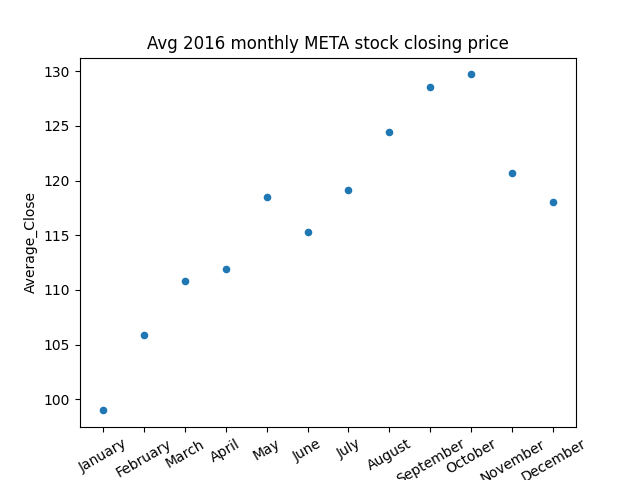 Avg 2016 monthly META stock closing price
Average_Close
130
125
120
115
110
105
100
January
February
March
April
May
June
July
August
September
October
November
December